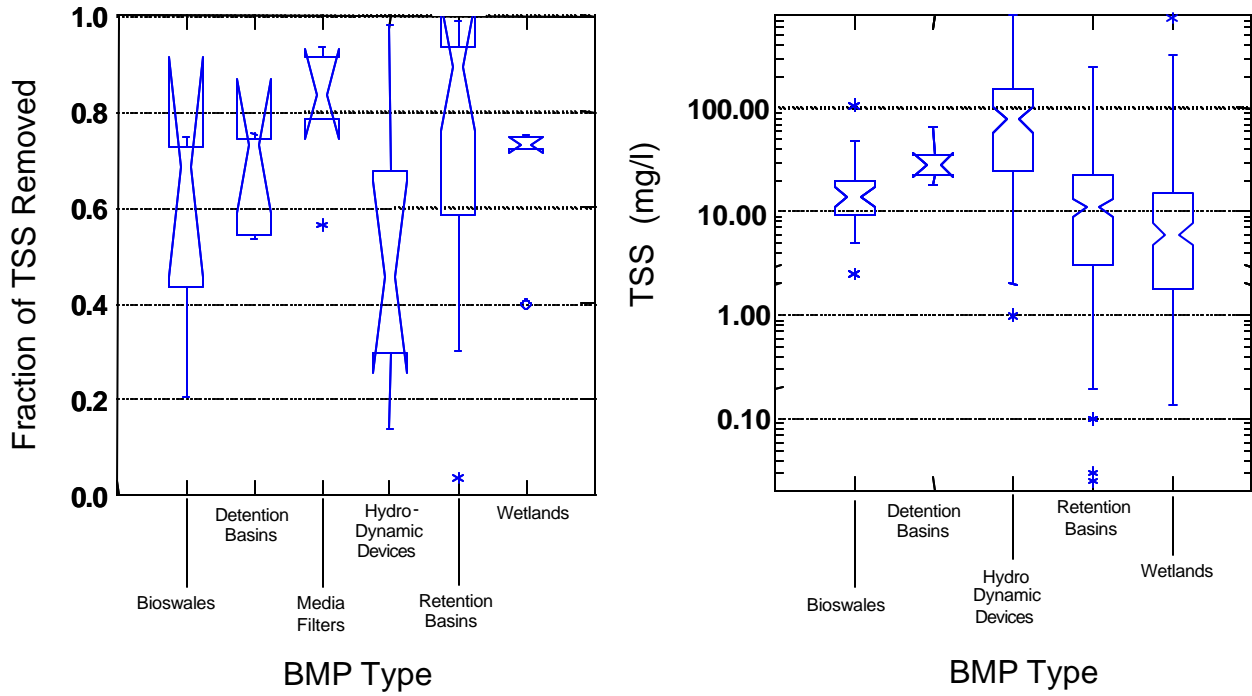 Fraction of TSS Removed
1.0
0.8
0.6
0.4
0.2
0.0
Detention
Basins
Hydro-
Dynamic
Devices
Wetlands
Bioswales
Media
Filters
Retention
Basins
BMP Type
TSS (mg/l)
100.00
10.00
1.00
0.10
Detention
Basins
Retention
Basins
Bioswales
Hydro
Dynamic
Devices
Wetlands
BMP Type